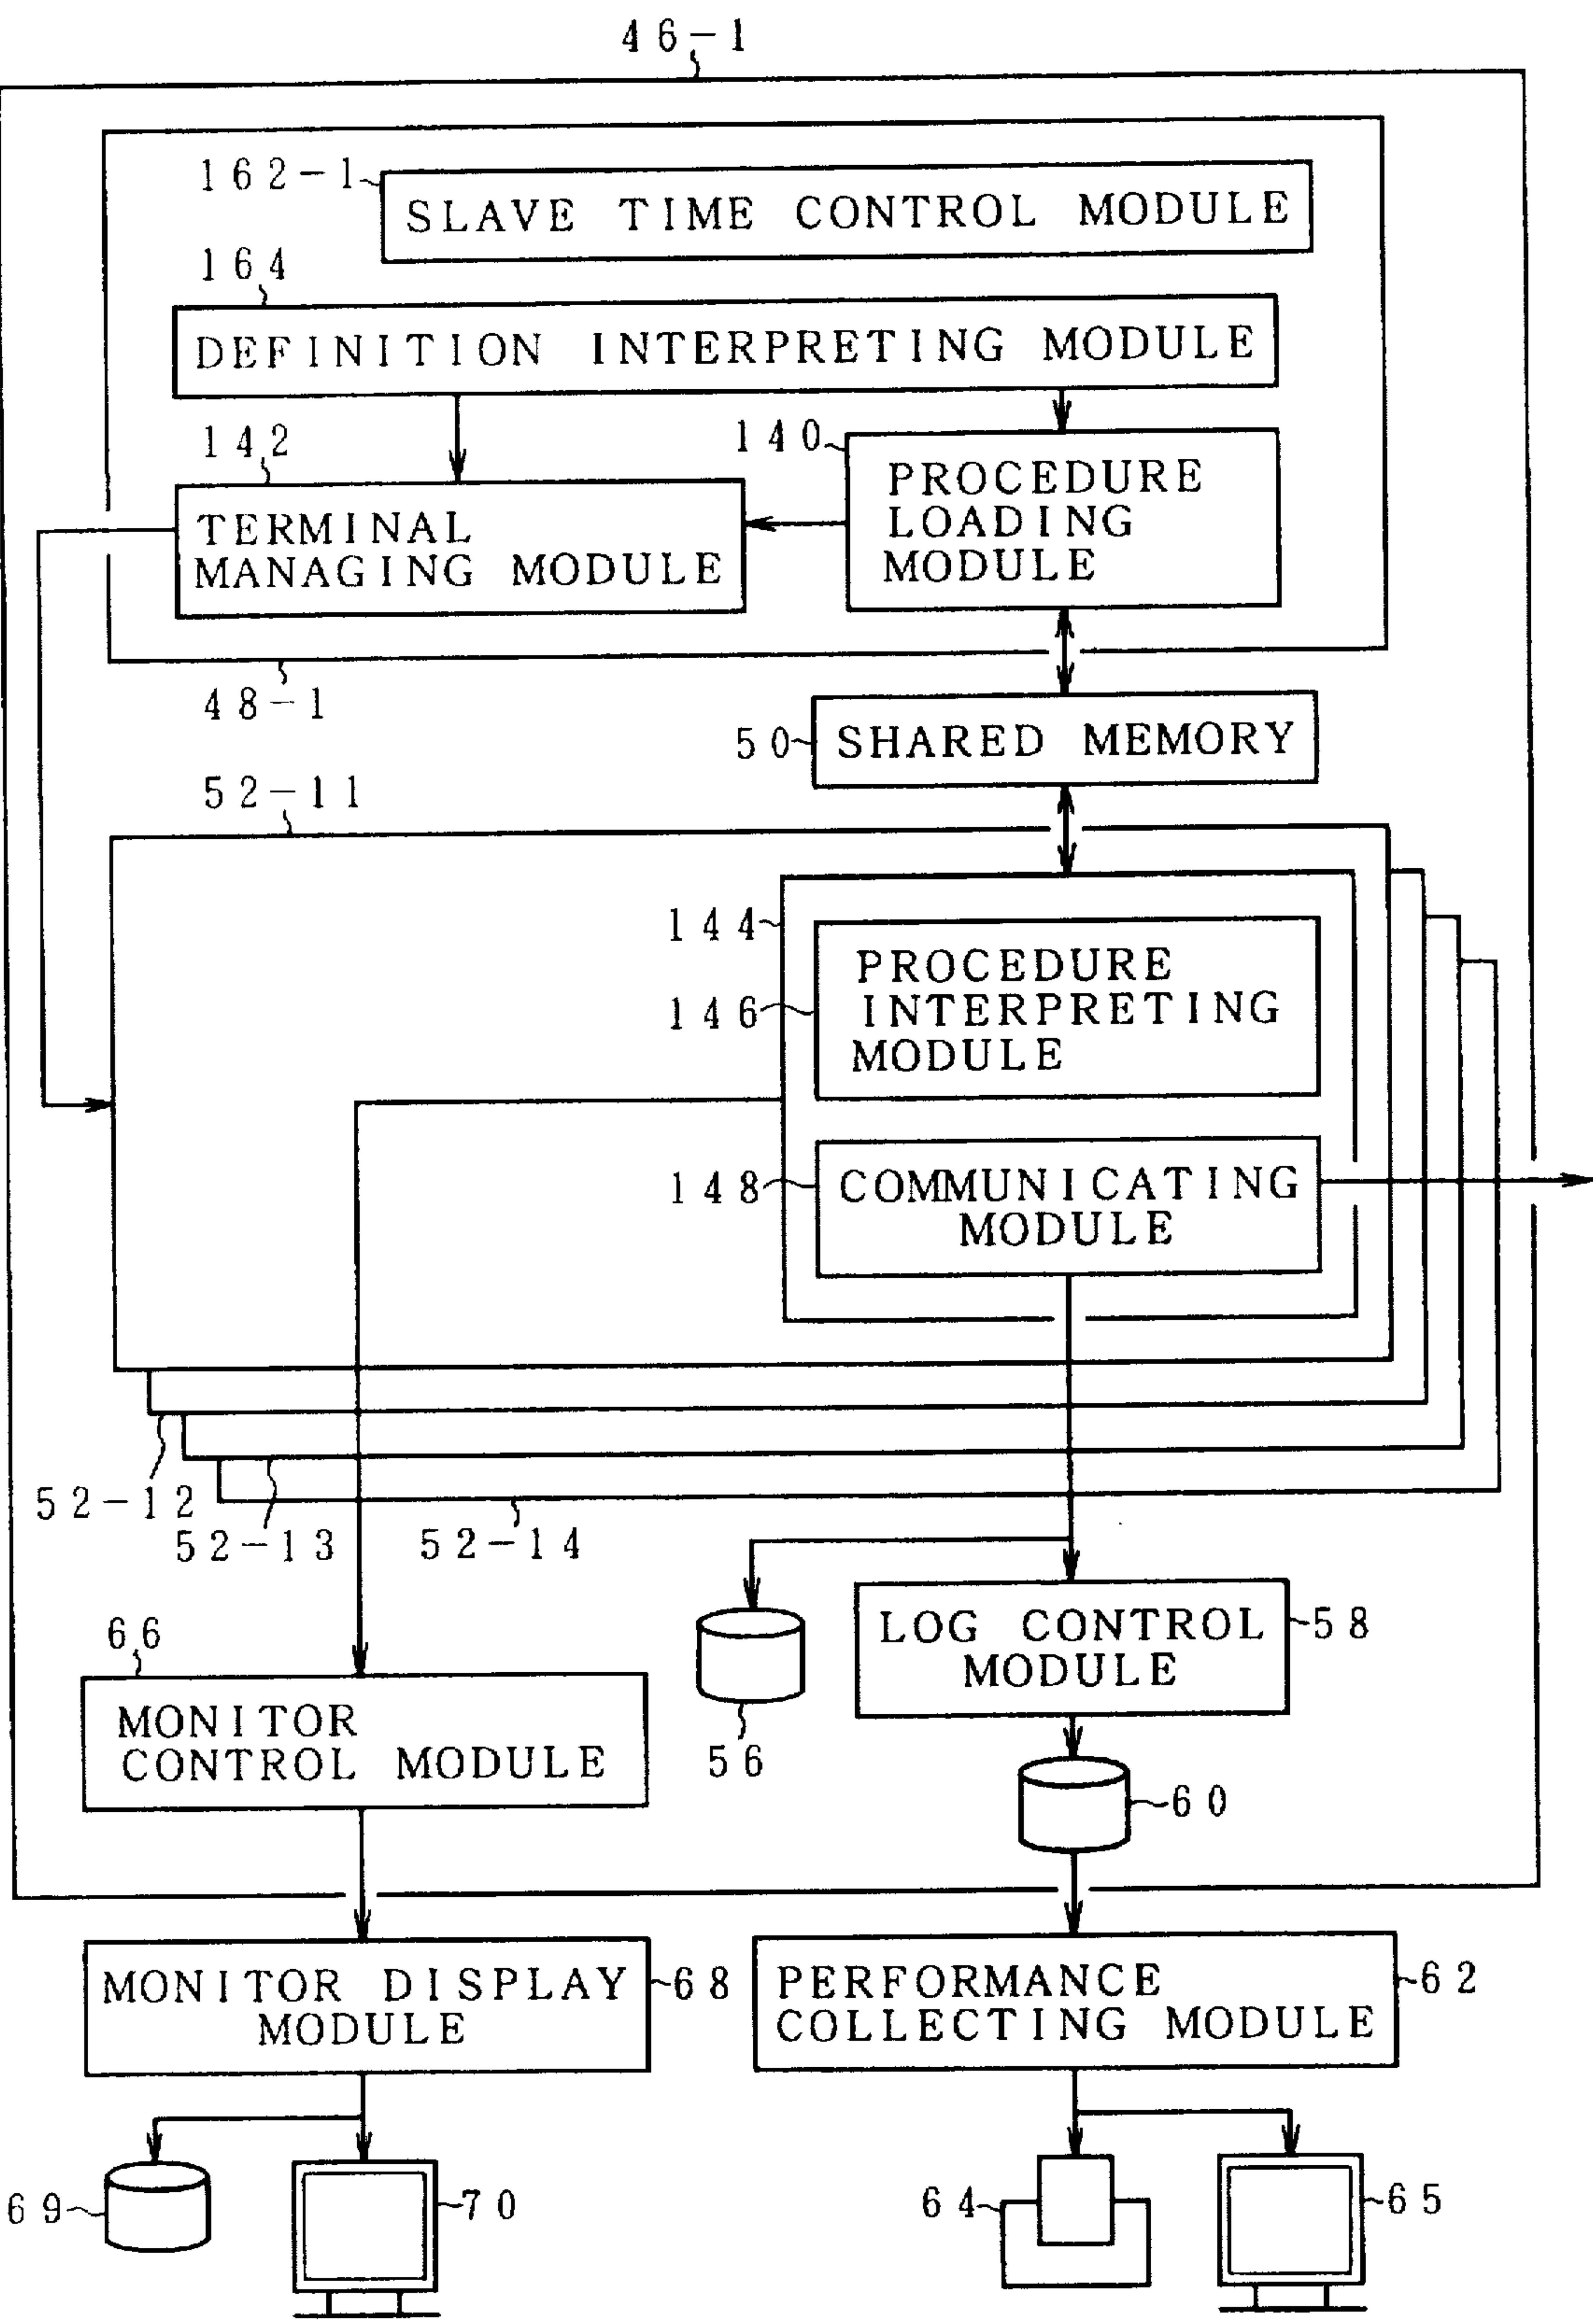 46-1
162-1
SLAVE TIME CONTROL MODULE
164
DEFINITION INTERPRETING MODULE
142
140
PROCEDURE
LOADING
MODULE
TERMINAL
MANAGING MODULE
48-1
50
SHARED MEMORY
52-11
144
PROCEDURE
146
INTERPRETING
MODULE
148
COMMUNICATING
MODULE
52-12
52-13
52-14
66
LOG CONTROL
MODULE
58
MONITOR
CONTROL MODULE
56
60
MONITOR DISPLAY
MODULE
68
PERFORMANCE
COLLECTING MODULE
62
69
70
64
65